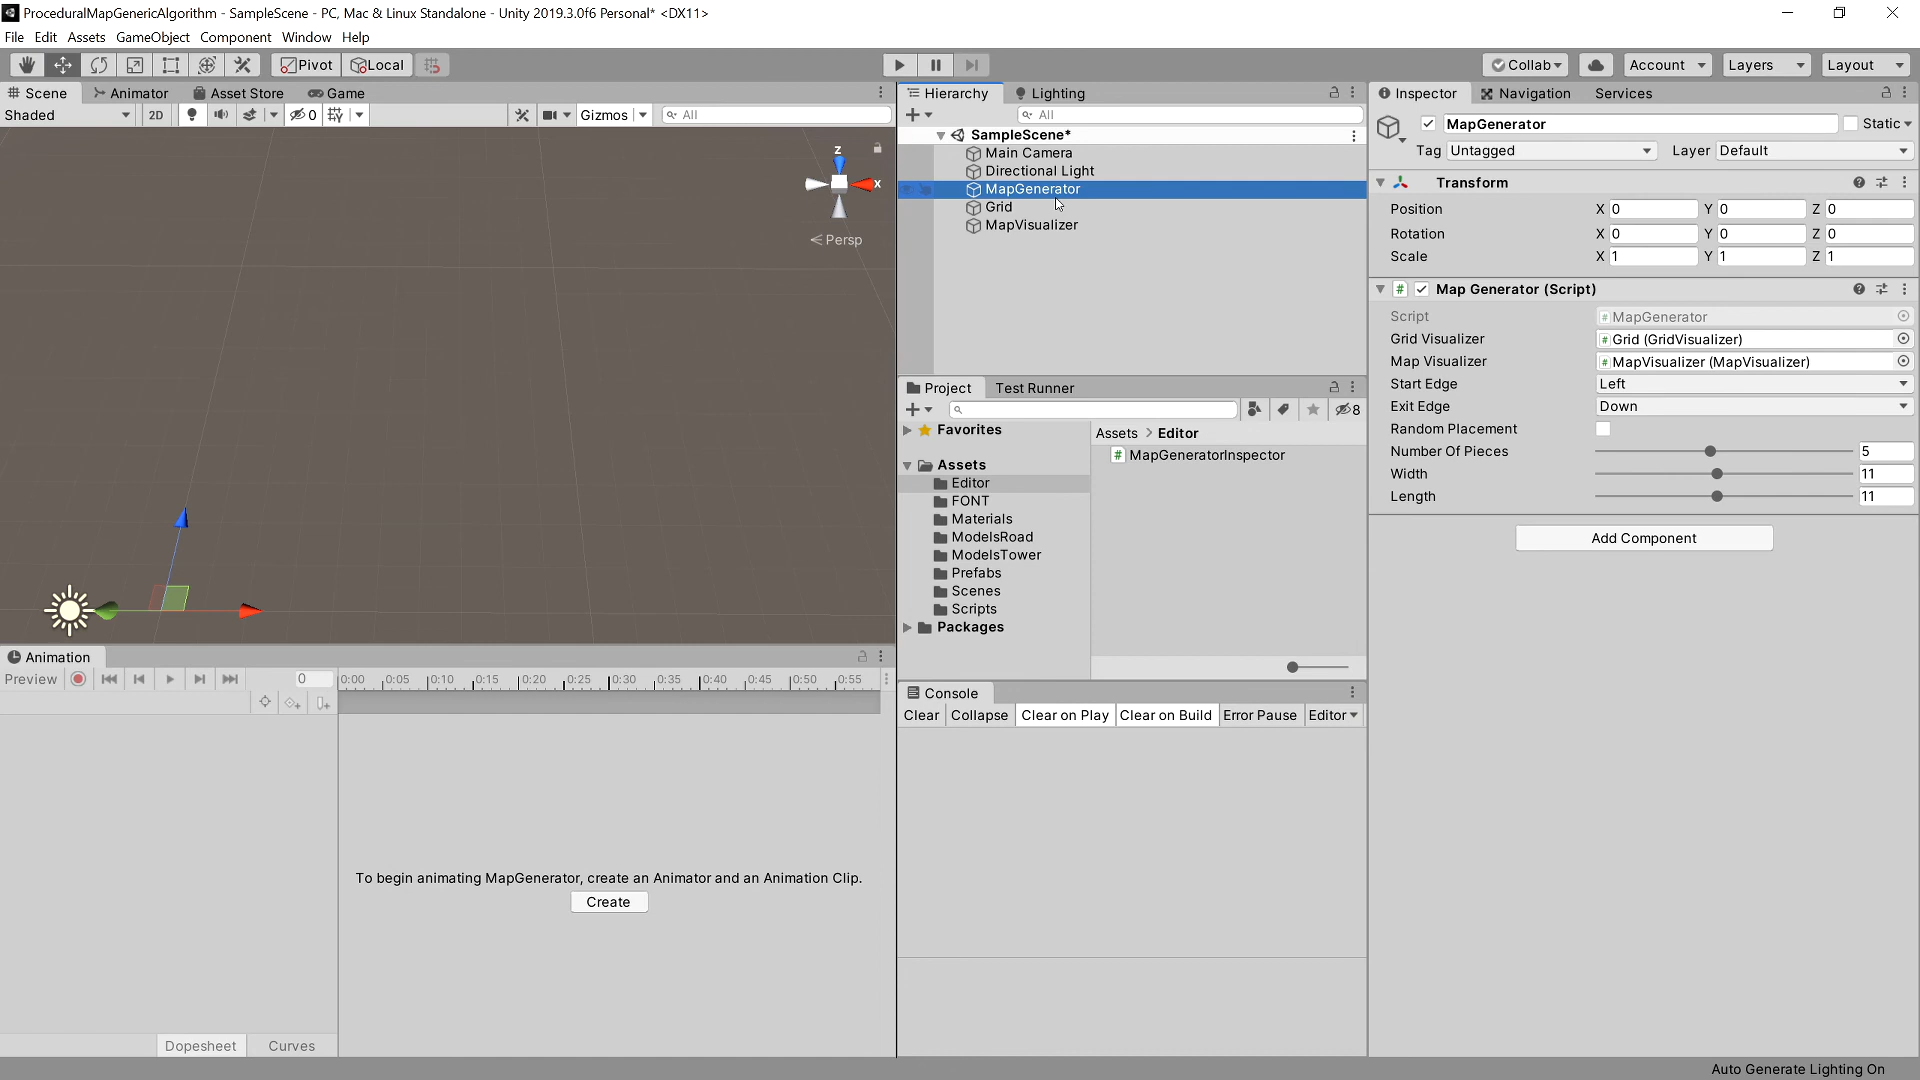 ProceduralMapGenericAlgorithm - SampleScene - PC, Mac & Linux Standalone - Unity 2019.3.0f6 Personal* <DX11>
File Edit Assets GameObject Component Window Help
Pivot Local Collab Account Layers Layout
Scene Animator Asset Store Game
Shaded 2D 0 Gizmos All
z
x
Persp
Hierarchy Lighting
All
SampleScene*
Main Camera
Directional Light
MapGenerator
Grid
MapVisualizer
Project Test Runner
8
Favorites
Assets
Editor
FONT
Materials
ModelsRoad
ModelsTower
Prefabs
Scenes
Scripts
Packages
Assets > Editor
MapGeneratorInspector
Console
Clear Collapse Clear on Play Clear on Build Error Pause Editor
Inspector Navigation Services
MapGenerator Static
Tag Untagged Layer Default
Transform
Position X 0 Y 0 Z 0
Rotation X 0 Y 0 Z 0
Scale X 1 Y 1 Z 1
# Map Generator (Script)
Script # MapGenerator
Grid Visualizer # Grid (GridVisualizer)
Map Visualizer # MapVisualizer (MapVisualizer)
Start Edge Left
Exit Edge Down
Random Placement
Number Of Pieces 5
Width 11
Length 11
Add Component
Animation
Preview 0 0:00 0:05 0:10 0:15 0:20 0:25 0:30 0:35 0:40 0:45 0:50 0:55
To begin animating MapGenerator, create an Animator and an Animation Clip.
Create
Dopesheet Curves
Auto Generate Lighting On